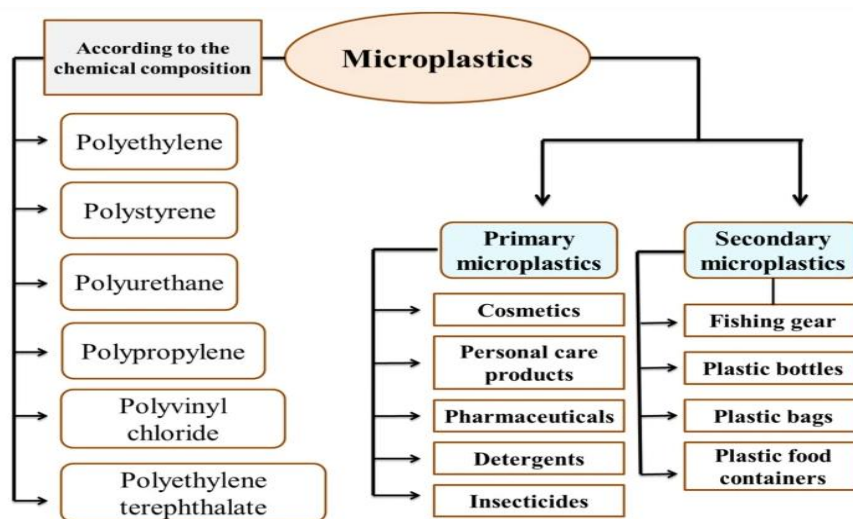 According to the
chemical composition
Microplastics
Polyethylene
Polystyrene
Polyurethane
Polypropylene
Polyvinyl
chloride
Polyethylene
terephthalate
Primary
microplastics
Cosmetics
Personal care
products
Pharmaceuticals
Detergents
Insecticides
Secondary
microplastics
Fishing gear
Plastic bottles
Plastic bags
Plastic food
containers